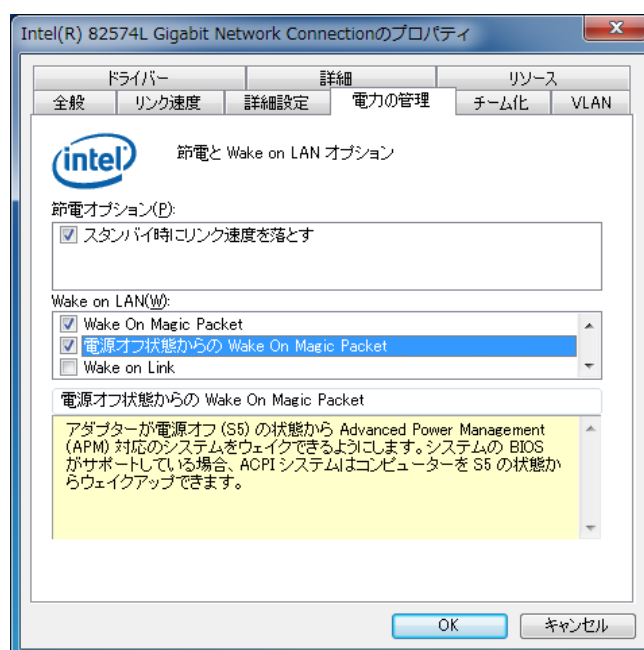 Intel(R) 82574L Gigabit Network Connectionのプロパティ
ドライバー 詳細 リソース
全般 リンク速度 詳細設定 電力の管理 チーム化 VLAN
intel
節電と Wake on LAN オプション
節電オプション(P):
スタンバイ時にリンク速度を落とす
Wake on LAN(W):
Wake On Magic Packet
電源オフ状態からの Wake On Magic Packet
Wake on Link
電源オフ状態からの Wake On Magic Packet
アダプターが電源オフ (S5) の状態から Advanced Power Management
(APM) 対応のシステムをウェイクできるようにします。システムの BIOS
がサポートしている場合、ACPI システムはコンピューターを S5 の状態か
らウェイクアップできます。
OK キャンセル